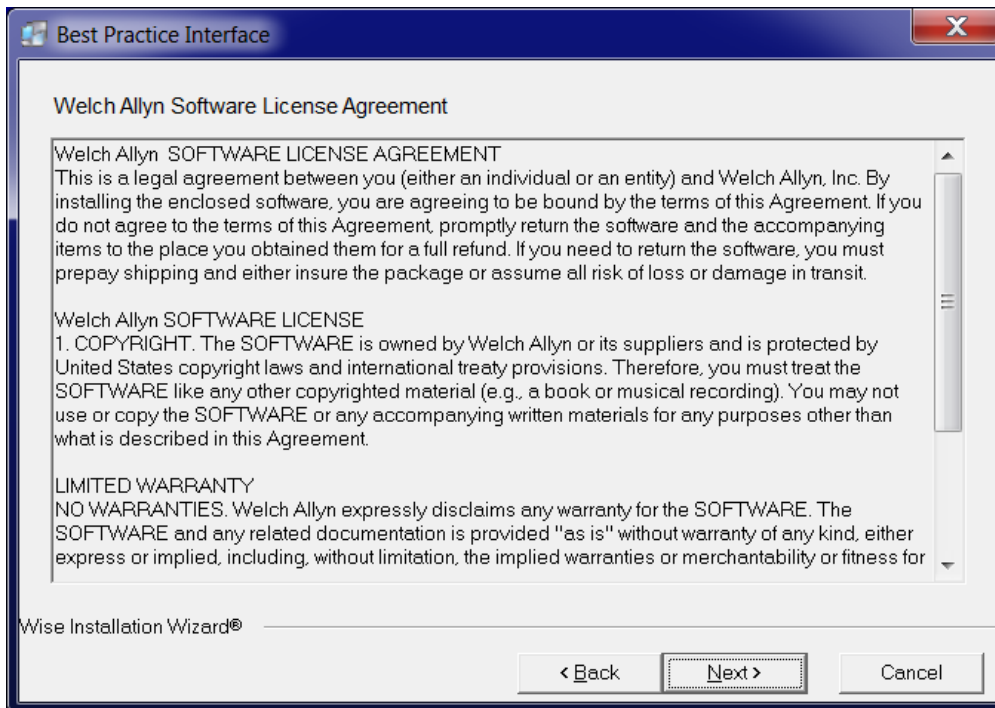 Best Practice Interface
Welch Allyn Software License Agreement
Welch Allyn  SOFTWARE LICENSE AGREEMENT
This is a legal agreement between you (either an individual or an entity) and Welch Allyn, Inc. By
installing the enclosed software, you are agreeing to be bound by the terms of this Agreement. If you
do not agree to the terms of this Agreement, promptly return the software and the accompanying
items to the place you obtained them for a full refund. If you need to return the software, you must
prepay shipping and either insure the package or assume all risk of loss or damage in transit.
Welch Allyn SOFTWARE LICENSE
1. COPYRIGHT. The SOFTWARE is owned by Welch Allyn or its suppliers and is protected by
United States copyright laws and international treaty provisions. Therefore, you must treat the
SOFTWARE like any other copyrighted material (e.g., a book or musical recording). You may not
use or copy the SOFTWARE or any accompanying written materials for any purposes other than
what is described in this Agreement.
LIMITED WARRANTY
NO WARRANTIES. Welch Allyn expressly disclaims any warranty for the SOFTWARE. The
SOFTWARE and any related documentation is provided "as is" without warranty of any kind, either
express or implied, including, without limitation, the implied warranties or merchantability or fitness for
Wise Installation Wizard®
< Back
Next >
Cancel